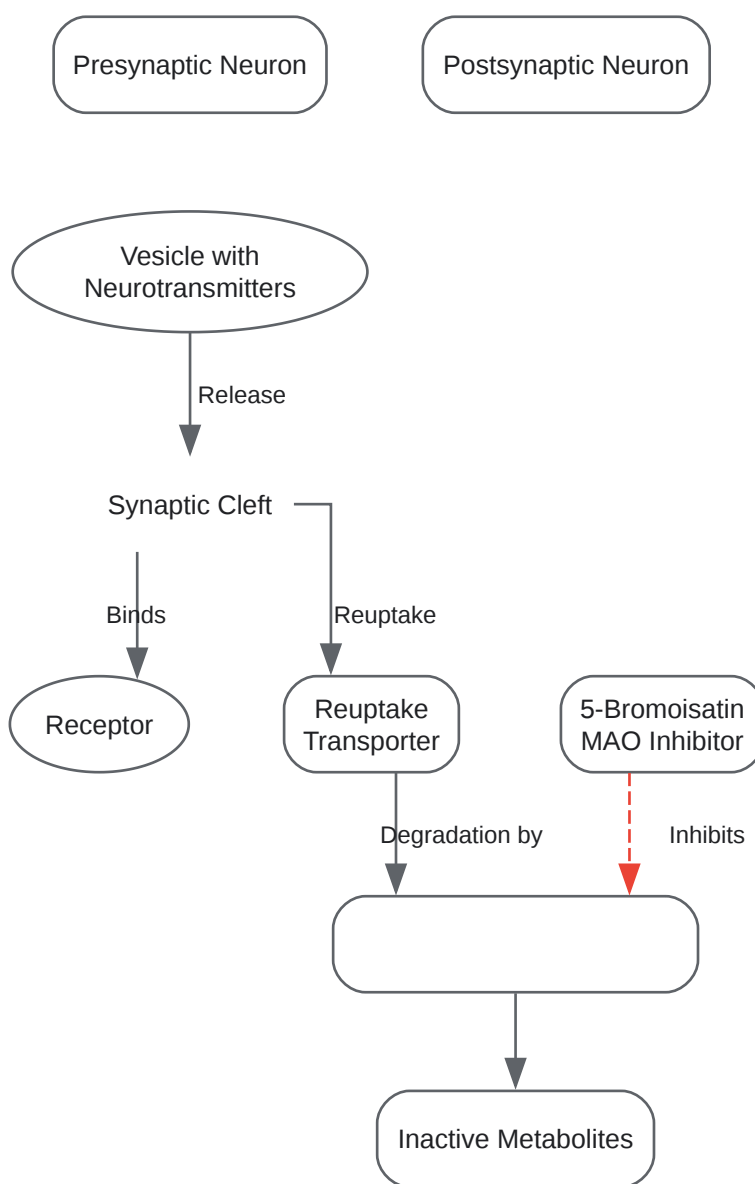 Presynaptic Neuron
Postsynaptic Neuron
Vesicle with
Neurotransmitters
Release
Synaptic Cleft
Binds
Reuptake
Receptor
Reuptake
Transporter
5-Bromoisatin
MAO Inhibitor
Degradation by
Inhibits
Inactive Metabolites